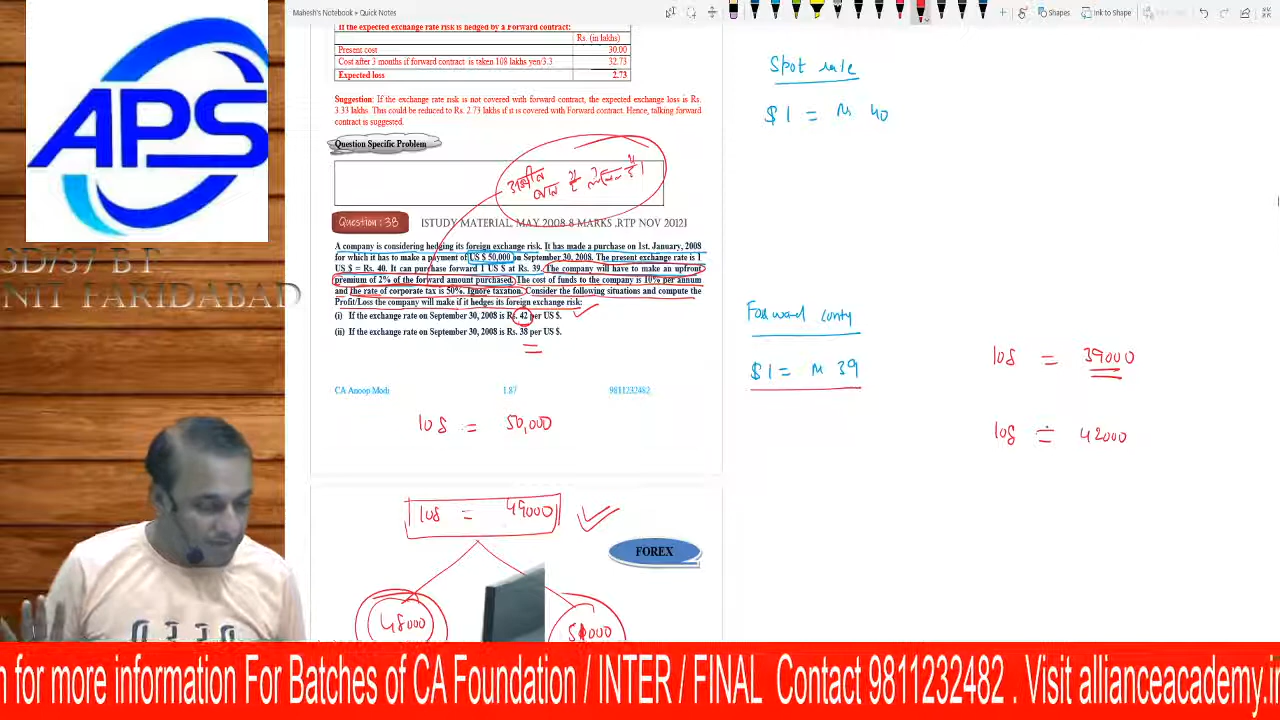 Mahesh's Notebook » Quick Notes
Shapes
Ink to Shape
APS
3D/37 B.P.
NIT FARIDABAD
If the expected exchange rate risk is hedged by a Forward contract:
Rs. (in lakhs)
Present cost 30.00
Cost after 3 months if forward contract is taken 108 lakhs yen/3.3 32.73
Expected loss 2.73
Suggestion: If the exchange rate risk is not covered with forward contract, the expected exchange loss is Rs.
3.33 lakhs. This could be reduced to Rs. 2.73 lakhs if it is covered with Forward contract. Hence, talking forward
contract is suggested.
Question Specific Problem
Question : 38 [STUDY MATERIAL, MAY 2008 8 MARKS ,RTP NOV 2012]
A company is considering hedging its foreign exchange risk. It has made a purchase on 1st. January, 2008
for which it has to make a payment of US $ 50,000 on September 30, 2008. The present exchange rate is 1
US $ = Rs. 40. It can purchase forward 1 US $ at Rs. 39. The company will have to make an upfront
premium of 2% of the forward amount purchased. The cost of funds to the company is 10% per annum
and the rate of corporate tax is 50%. Ignore taxation. Consider the following situations and compute the
Profit/Loss the company will make if it hedges its foreign exchange risk:
(i) If the exchange rate on September 30, 2008 is Rs. 42 per US $.
(ii) If the exchange rate on September 30, 2008 is Rs. 38 per US $.
CA Anoop Modi 1.87 9811232482
10g = 50,000
10g = 49000
48000
FOREX
Spot rate
$1 = Rs 40
Forward
$1 = Rs 39
10g = 39000
10g = 42000
n for more information For Batches of CA Foundation / INTER / FINAL Contact 9811232482 . Visit allianceacademy.in